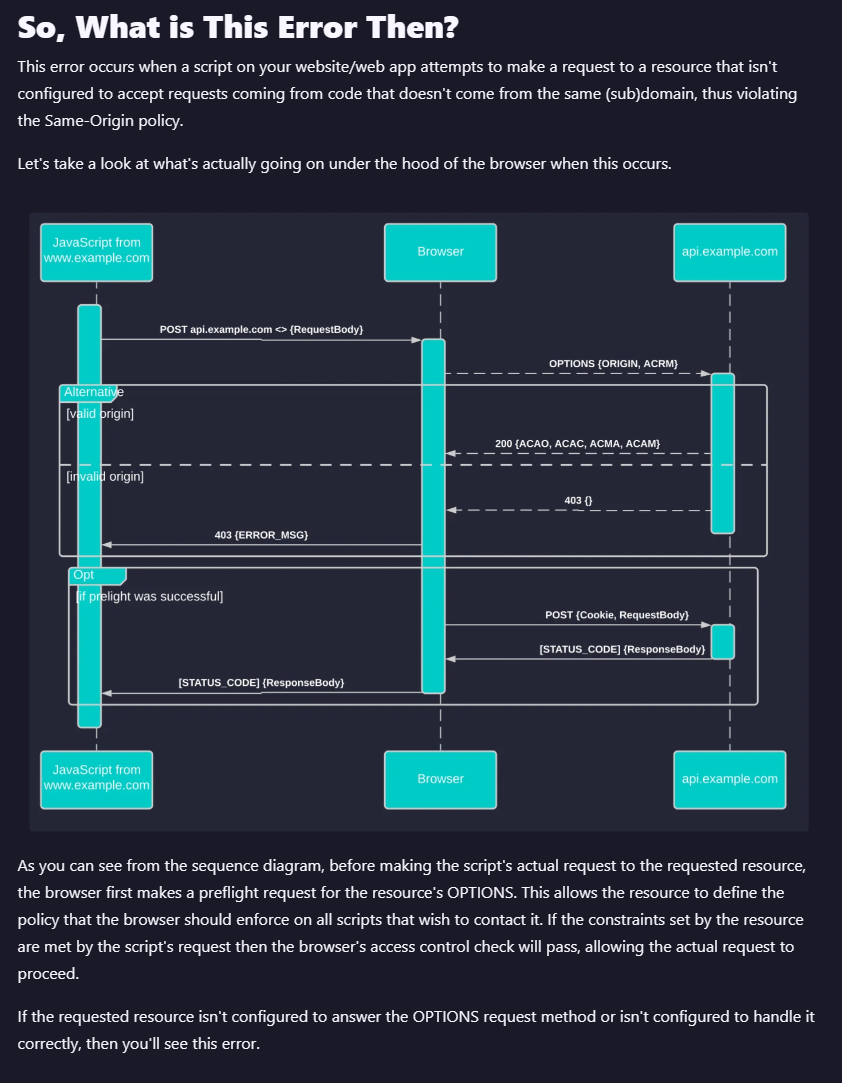 So, What is This Error Then?
This error occurs when a script on your website/web app attempts to make a request to a resource that isn't
configured to accept requests coming from code that doesn't come from the same (sub)domain, thus violating
the Same-Origin policy.
Let's take a look at what's actually going on under the hood of the browser when this occurs.
JavaScript from
www.example.com
Browser
api.example.com
POST api.example.com <> {RequestBody}
OPTIONS {ORIGIN, ACRM}
Alternative
[valid origin]
200 {ACAO, ACAC, ACMA, ACAM}
[invalid origin]
403 {}
403 {ERROR_MSG}
Opt
[if prelight was successful]
POST {Cookie, RequestBody}
[STATUS_CODE] {ResponseBody}
[STATUS_CODE] {ResponseBody}
JavaScript from
www.example.com
Browser
api.example.com
As you can see from the sequence diagram, before making the script's actual request to the requested resource,
the browser first makes a preflight request for the resource's OPTIONS. This allows the resource to define the
policy that the browser should enforce on all scripts that wish to contact it. If the constraints set by the resource
are met by the script's request then the browser's access control check will pass, allowing the actual request to
proceed.
If the requested resource isn't configured to answer the OPTIONS request method or isn't configured to handle it
correctly, then you'll see this error.